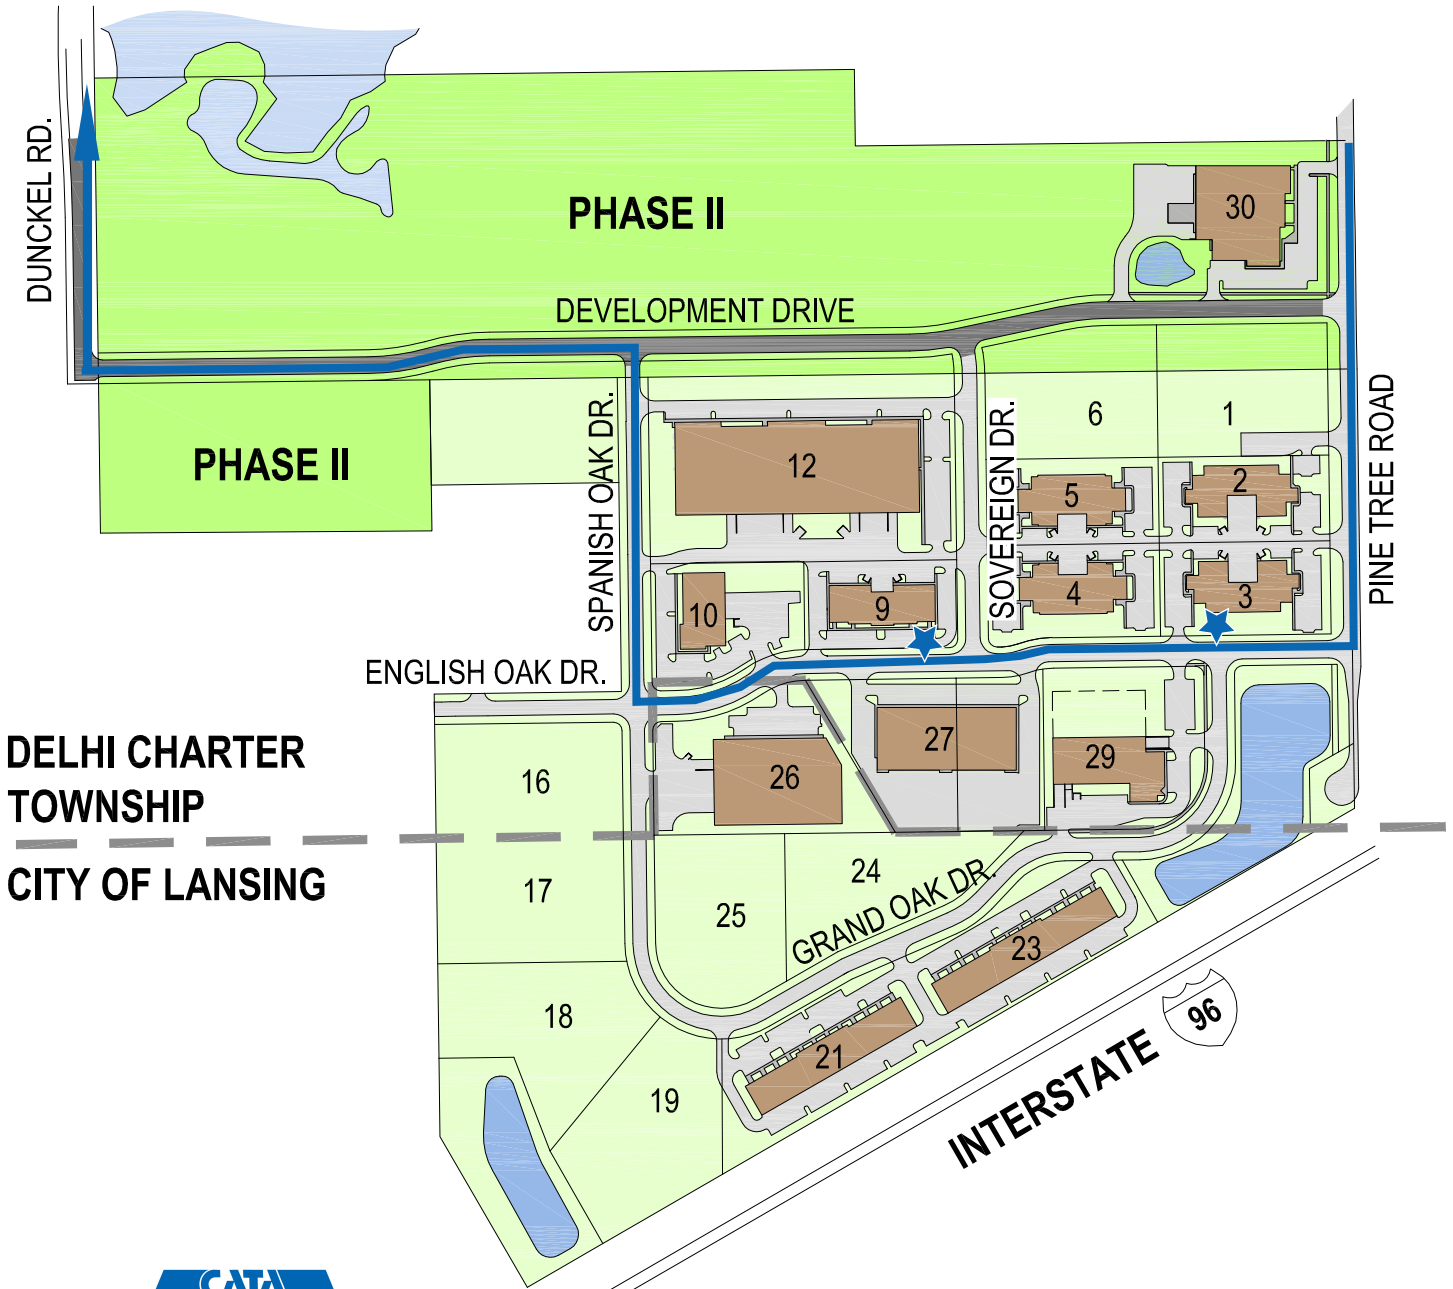 DUNCKEL RD.
PHASE II
30
DEVELOPMENT DRIVE
PHASE II
SPANISH OAK DR.
12
SOVEREIGN DR.
6
1
5
2
PINE TREE ROAD
10
9
4
3
ENGLISH OAK DR.
DELHI CHARTER
TOWNSHIP
CITY OF LANSING
16
26
27
29
17
25
24
GRAND OAK DR.
23
18
21
19
INTERSTATE 96
CATA